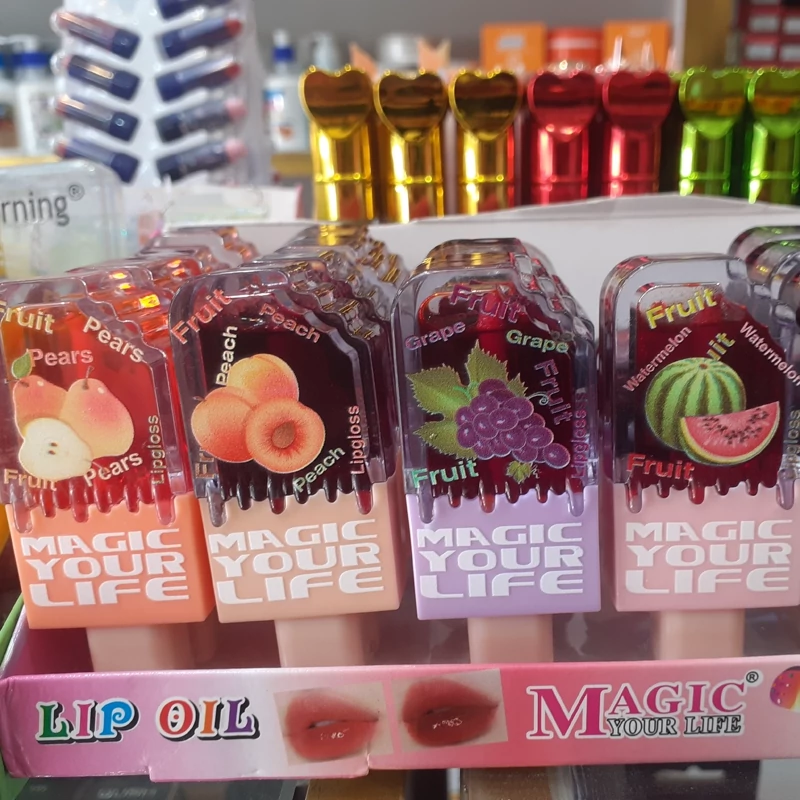 rning®
Fruit
Pears
Pears
Fruit
Pears
Lipgloss
MAGIC
YOUR
LIFE
Fruit
Peach
Peach
Peach
Lipgloss
MAGIC
YOUR
LIFE
Fruit
Grape
Grape
Fruit
Fruit
Lipgloss
MAGIC
YOUR
LIFE
Fruit
Watermelon
Watermelon
Fruit
Lipgloss
MAGIC
YOUR
LIFE
LIP OIL
MAGIC®
YOUR LIFE